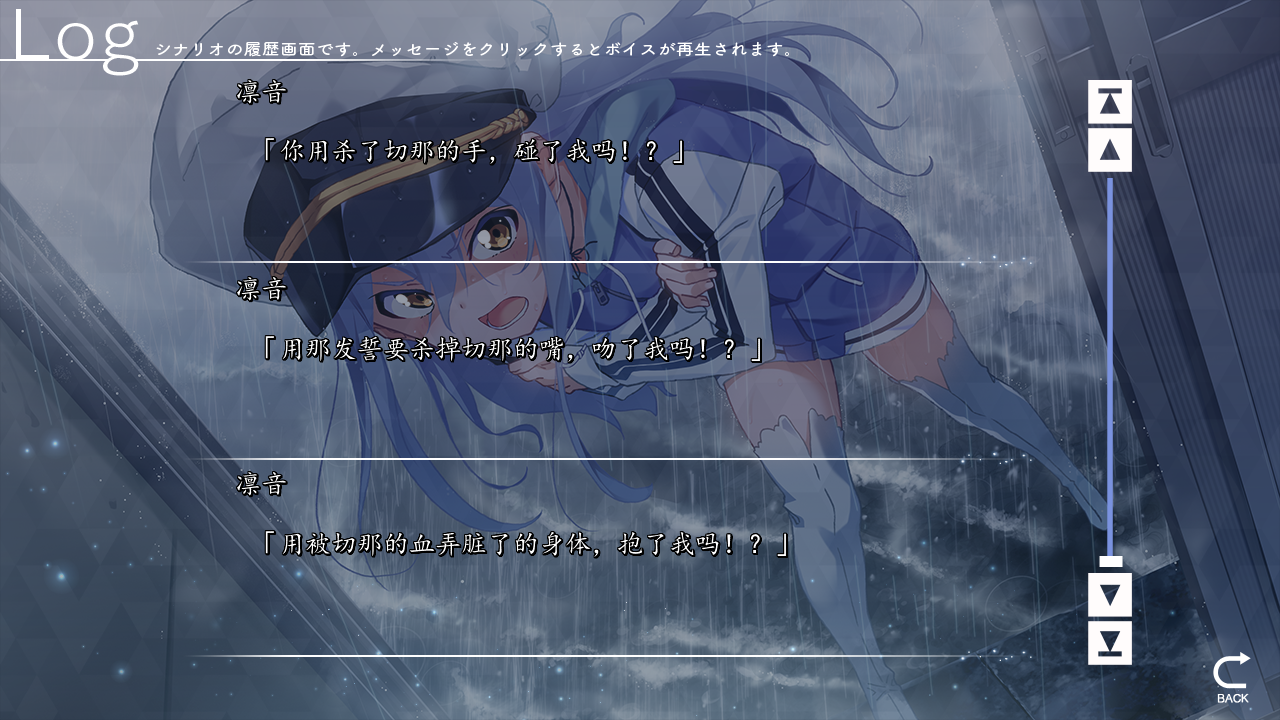 Log
シナリオの履歴画面です。メッセージをクリックするとボイスが再生されます。
凛音
「你用杀了切那的手，碰了我吗！？」
凛音
「用那发誓要杀掉切那的嘴，吻了我吗！？」
凛音
「用被切那的血弄脏了的身体，抱了我吗！？」
BACK